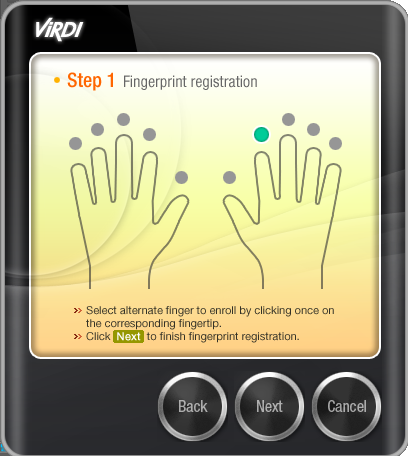 ViRDI
• Step 1 Fingerprint registration
›› Select alternate finger to enroll by clicking once on
the corresponding fingertip.
›› Click Next to finish fingerprint registration.
Back Next Cancel